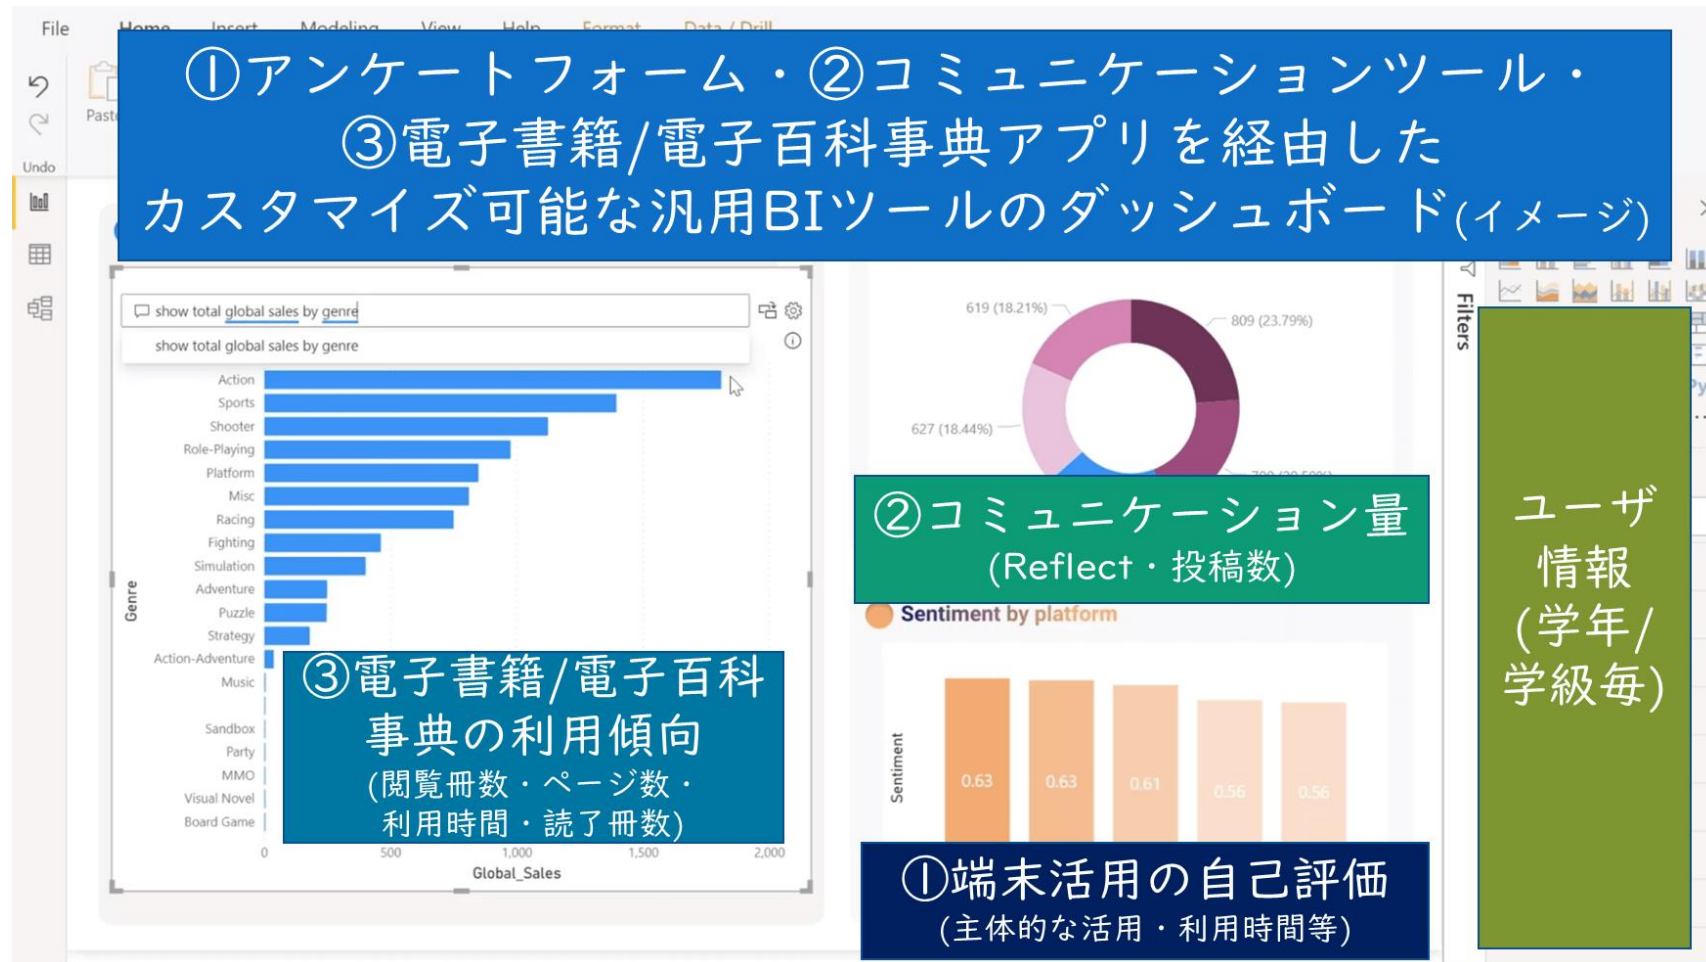 File
Home Insert Modeling View Help Format Data / Drill
Paste
Undo
①アンケートフォーム・②コミュニケーションツール・
③電子書籍/電子百科事典アプリを経由した
カスタマイズ可能な汎用BIツールのダッシュボード(イメージ)
show total global sales by genre
show total global sales by genre
Action
Sports
Shooter
Role-Playing
Platform
Misc
Racing
Fighting
Simulation
Adventure
Puzzle
Strategy
Action-Adventure
Music
Sandbox
Party
MMO
Visual Novel
Board Game
Genre
0 500 1,000 1,500 2,000
Global_Sales
③電子書籍/電子百科
事典の利用傾向
(閲覧冊数・ページ数・
利用時間・読了冊数)
619 (18.21%)
809 (23.79%)
627 (18.44%)
②コミュニケーション量
(Reflect・投稿数)
Sentiment by platform
Sentiment
0.63 0.63 0.61 0.56 0.56
①端末活用の自己評価
(主体的な活用・利用時間等)
Filters
ユーザ
情報
(学年/
学級毎)